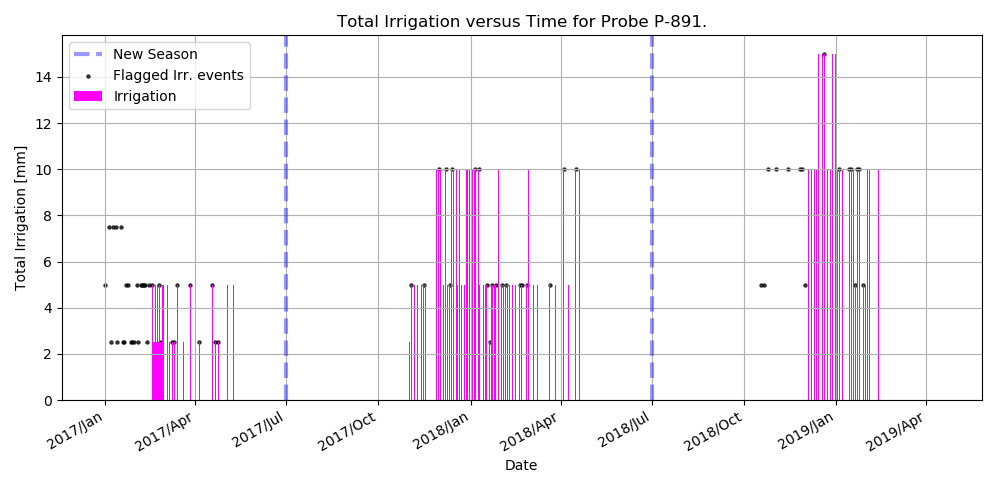 Total Irrigation versus Time for Probe P-891.
New Season
Flagged Irr. events
Irrigation
Total Irrigation [mm]
14
12
10
8
6
4
2
0
2017/Jan
2017/Apr
2017/Jul
2017/Oct
2018/Jan
2018/Apr
2018/Jul
2018/Oct
2019/Jan
2019/Apr
Date